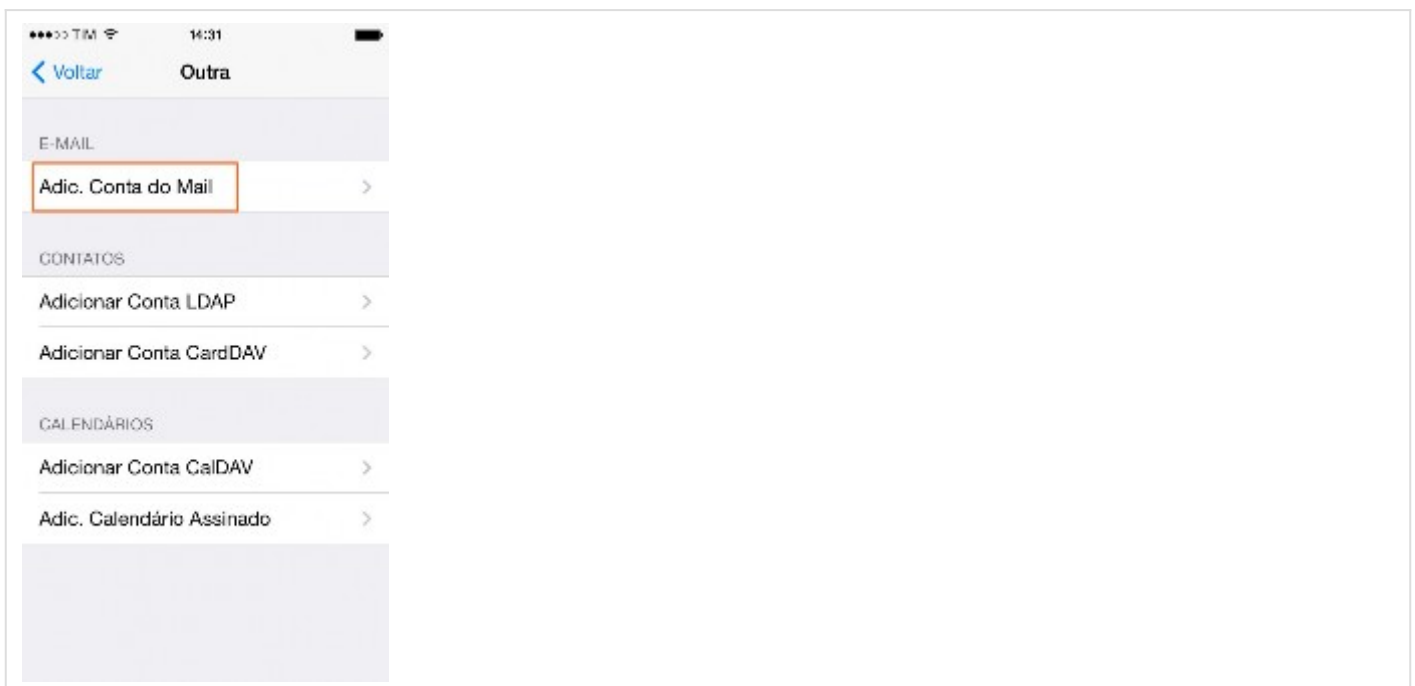 TIM 14:31
Voltar Outra
E-MAIL
Adic. Conta do Mail
CONTATOS
Adicionar Conta LDAP
Adicionar Conta CardDAV
CALENDÁRIOS
Adicionar Conta CalDAV
Adic. Calendário Assinado